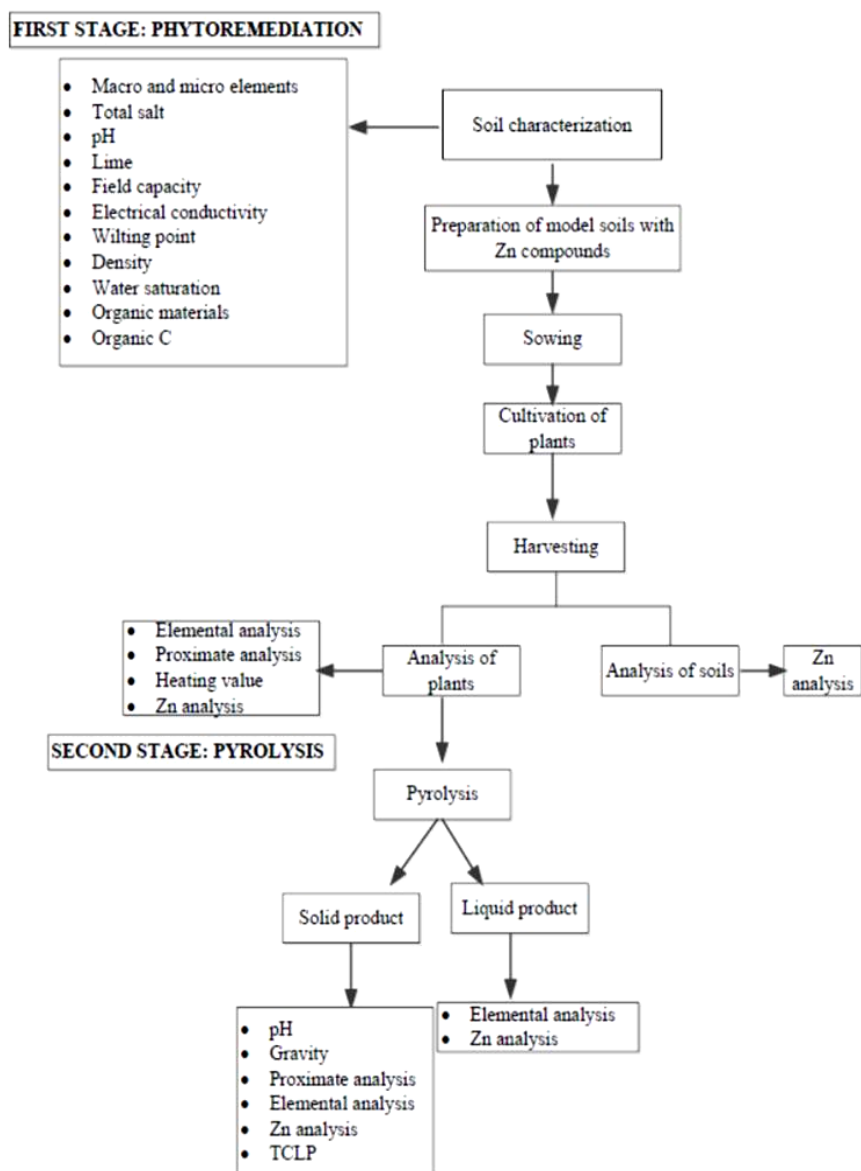 FIRST STAGE: PHYTOREMEDIATION
• Macro and micro elements
• Total salt
• pH
• Lime
• Field capacity
• Electrical conductivity
• Wilting point
• Density
• Water saturation
• Organic materials
• Organic C
Soil characterization
Preparation of model soils with
Zn compounds
Sowing
Cultivation of
plants
Harvesting
• Elemental analysis
• Proximate analysis
• Heating value
• Zn analysis
Analysis of
plants
Analysis of soils
Zn
analysis
SECOND STAGE: PYROLYSIS
Pyrolysis
Solid product
Liquid product
• pH
• Gravity
• Proximate analysis
• Elemental analysis
• Zn analysis
• TCLP
• Elemental analysis
• Zn analysis